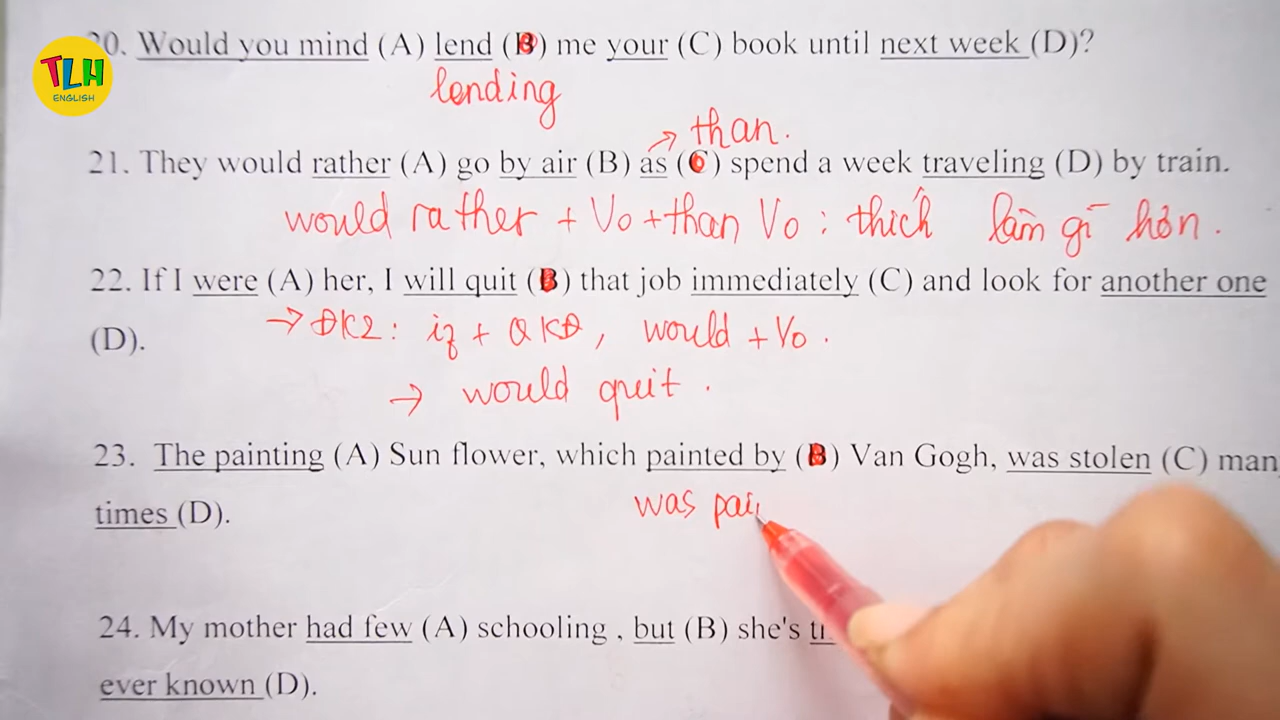 TLH
ENGLISH
20. Would you mind (A) lend (B) me your (C) book until next week (D)?
lending
than.
21. They would rather (A) go by air (B) as (C) spend a week traveling (D) by train.
would rather + Vo + than Vo : thích làm gì hơn.
22. If I were (A) her, I will quit (B) that job immediately (C) and look for another one
→ ĐK2: if + QKĐ, would + Vo.
(D).
→ would quit.
23. The painting (A) Sun flower, which painted by (B) Van Gogh, was stolen (C) man
was pai
times (D).
24. My mother had few (A) schooling , but (B) she's
ever known (D).